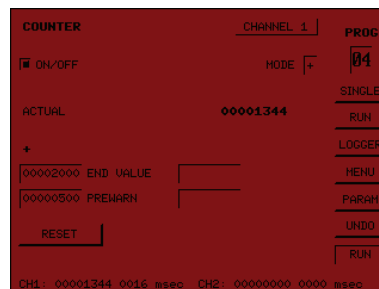 COUNTER CHANNEL 1 PROG
ON/OFF MODE + 04
SINGLE
ACTUAL 00001344 RUN
+ LOGGER
00002000 END VALUE MENU
00000500 PREWARN PARAM
RESET UNDO
RUN
CH1: 00001344 0016 msec CH2: 00000000 0000 msec